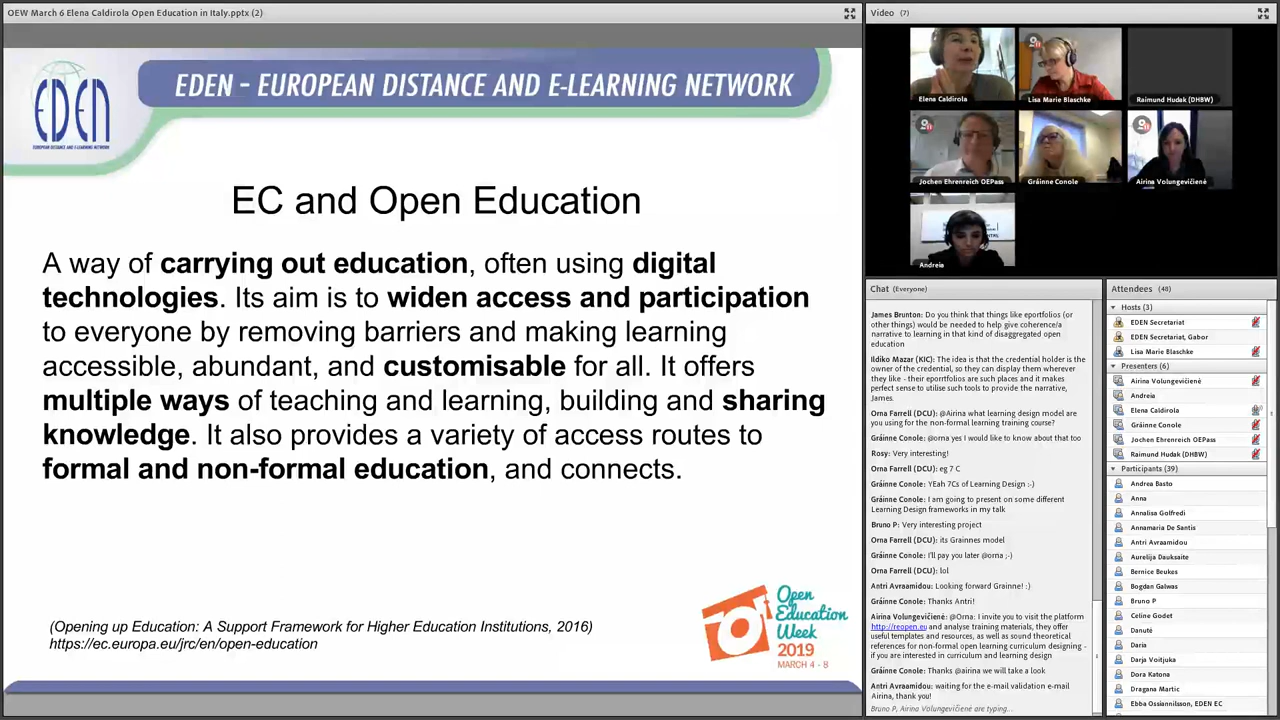 OEW March 6 Elena Caldirola Open Education in Italy.pptx (2)
EDEN
EUROPEAN DISTANCE AND E-LEARNING NETWORK
EDEN – EUROPEAN DISTANCE AND E-LEARNING NETWORK
EC and Open Education
A way of carrying out education, often using digital
technologies. Its aim is to widen access and participation
to everyone by removing barriers and making learning
accessible, abundant, and customisable for all. It offers
multiple ways of teaching and learning, building and sharing
knowledge. It also provides a variety of access routes to
formal and non-formal education, and connects.
(Opening up Education: A Support Framework for Higher Education Institutions, 2016)
https://ec.europa.eu/jrc/en/open-education
Open
Education
Week
2019
MARCH 4 - 8
Video (7)
Elena Caldirola
Lisa Marie Blaschke
Raimund Hudak (DHBW)
Jochen Ehrenreich OEPass
Gráinne Conole
Airina Volungevičienė
Andreia
Chat (Everyone)
James Brunton: Do you think that things like eportfolios (or
other things) would be needed to help give coherence/a
narrative to learning in that kind of disaggregated open
education
Ildiko Mazar (KIC): The idea is that the credential holder is the
owner of the credential, so they can display them wherever
they like - their eportfolios are such places and it makes
perfect sense to utilise such tools to provide the narrative,
James.
Orna Farrell (DCU): @Airina what learning design model are
you using for the non-formal learning training course?
Gráinne Conole: @orna yes I would like to know about that too
Rosy: Very interesting!
Orna Farrell (DCU): eg 7 C
Gráinne Conole: YEah 7Cs of Learning Design :-)
Gráinne Conole: I am going to present on some different
Learning Design frameworks in my talk
Bruno P: Very interesting project
Orna Farrell (DCU): its Grainnes model
Gráinne Conole: I'll pay you later @orna ;-)
Orna Farrell (DCU): lol
Antri Avraamidou: Looking forward Grainne! :)
Gráinne Conole: Thanks Antri!
Airina Volungevičienė: @Orna: I invite you to visit the platform
http://reopen.eu and analyse training materials, they offer
useful templates and resources, as well as sound theoretical
references for non-formal open learning curriculum designing -
if you are interested in curriculum and learning design
Gráinne Conole: Thanks @airina we will take a look
Antri Avraamidou: waiting for the e-mail validation e-mail
Airina, thank you!
Bruno P, Airina Volungevičienė are typing...
Attendees (48)
Hosts (3)
EDEN Secretariat
EDEN Secretariat, Gabor
Lisa Marie Blaschke
Presenters (6)
Airina Volungevičienė
Andreia
Elena Caldirola
Gráinne Conole
Jochen Ehrenreich OEPass
Raimund Hudak (DHBW)
Participants (39)
Andrea Basto
Anna
Annalisa Golfredi
Annamaria De Santis
Antri Avraamidou
Aurelija Dauksaite
Bernice Beukes
Bogdan Galwas
Bruno P
Celine Godet
Danutė
Daria
Darja Voitjuka
Dora Katona
Dragana Martic
Ebba Ossiannilsson, EDEN EC